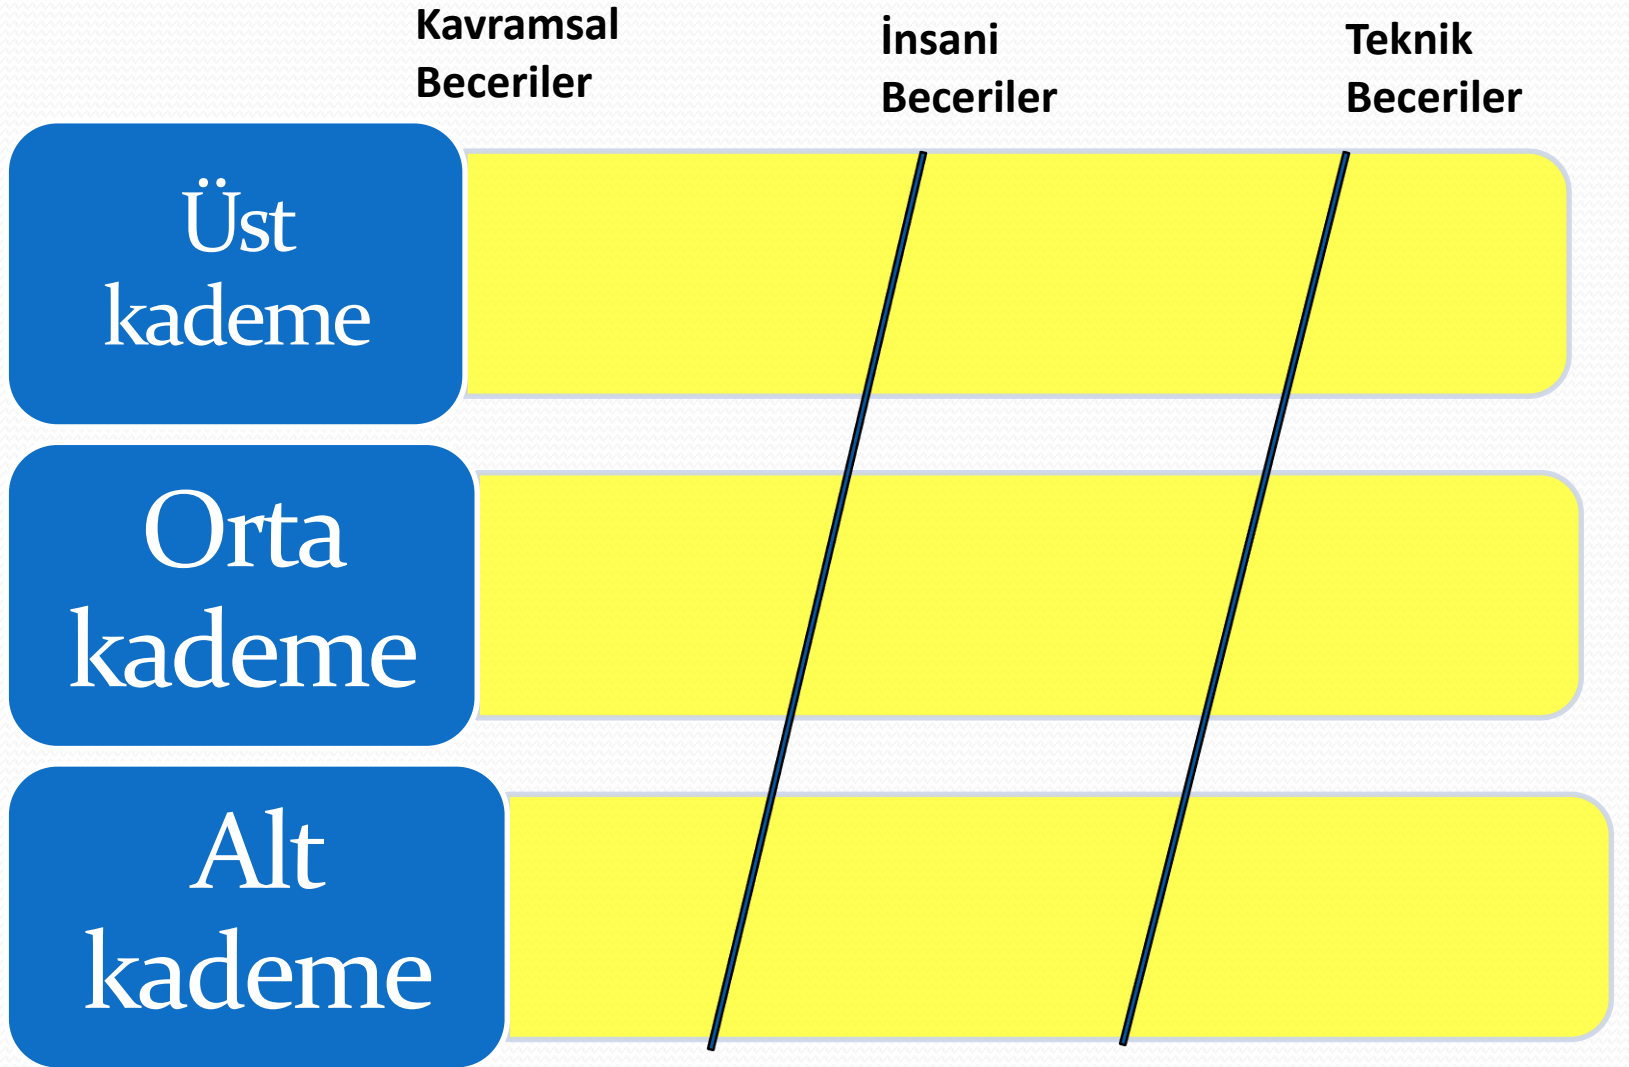 Kavramsal
Beceriler
İnsani
Beceriler
Teknik
Beceriler
Üst
kademe
Orta
kademe
Alt
kademe